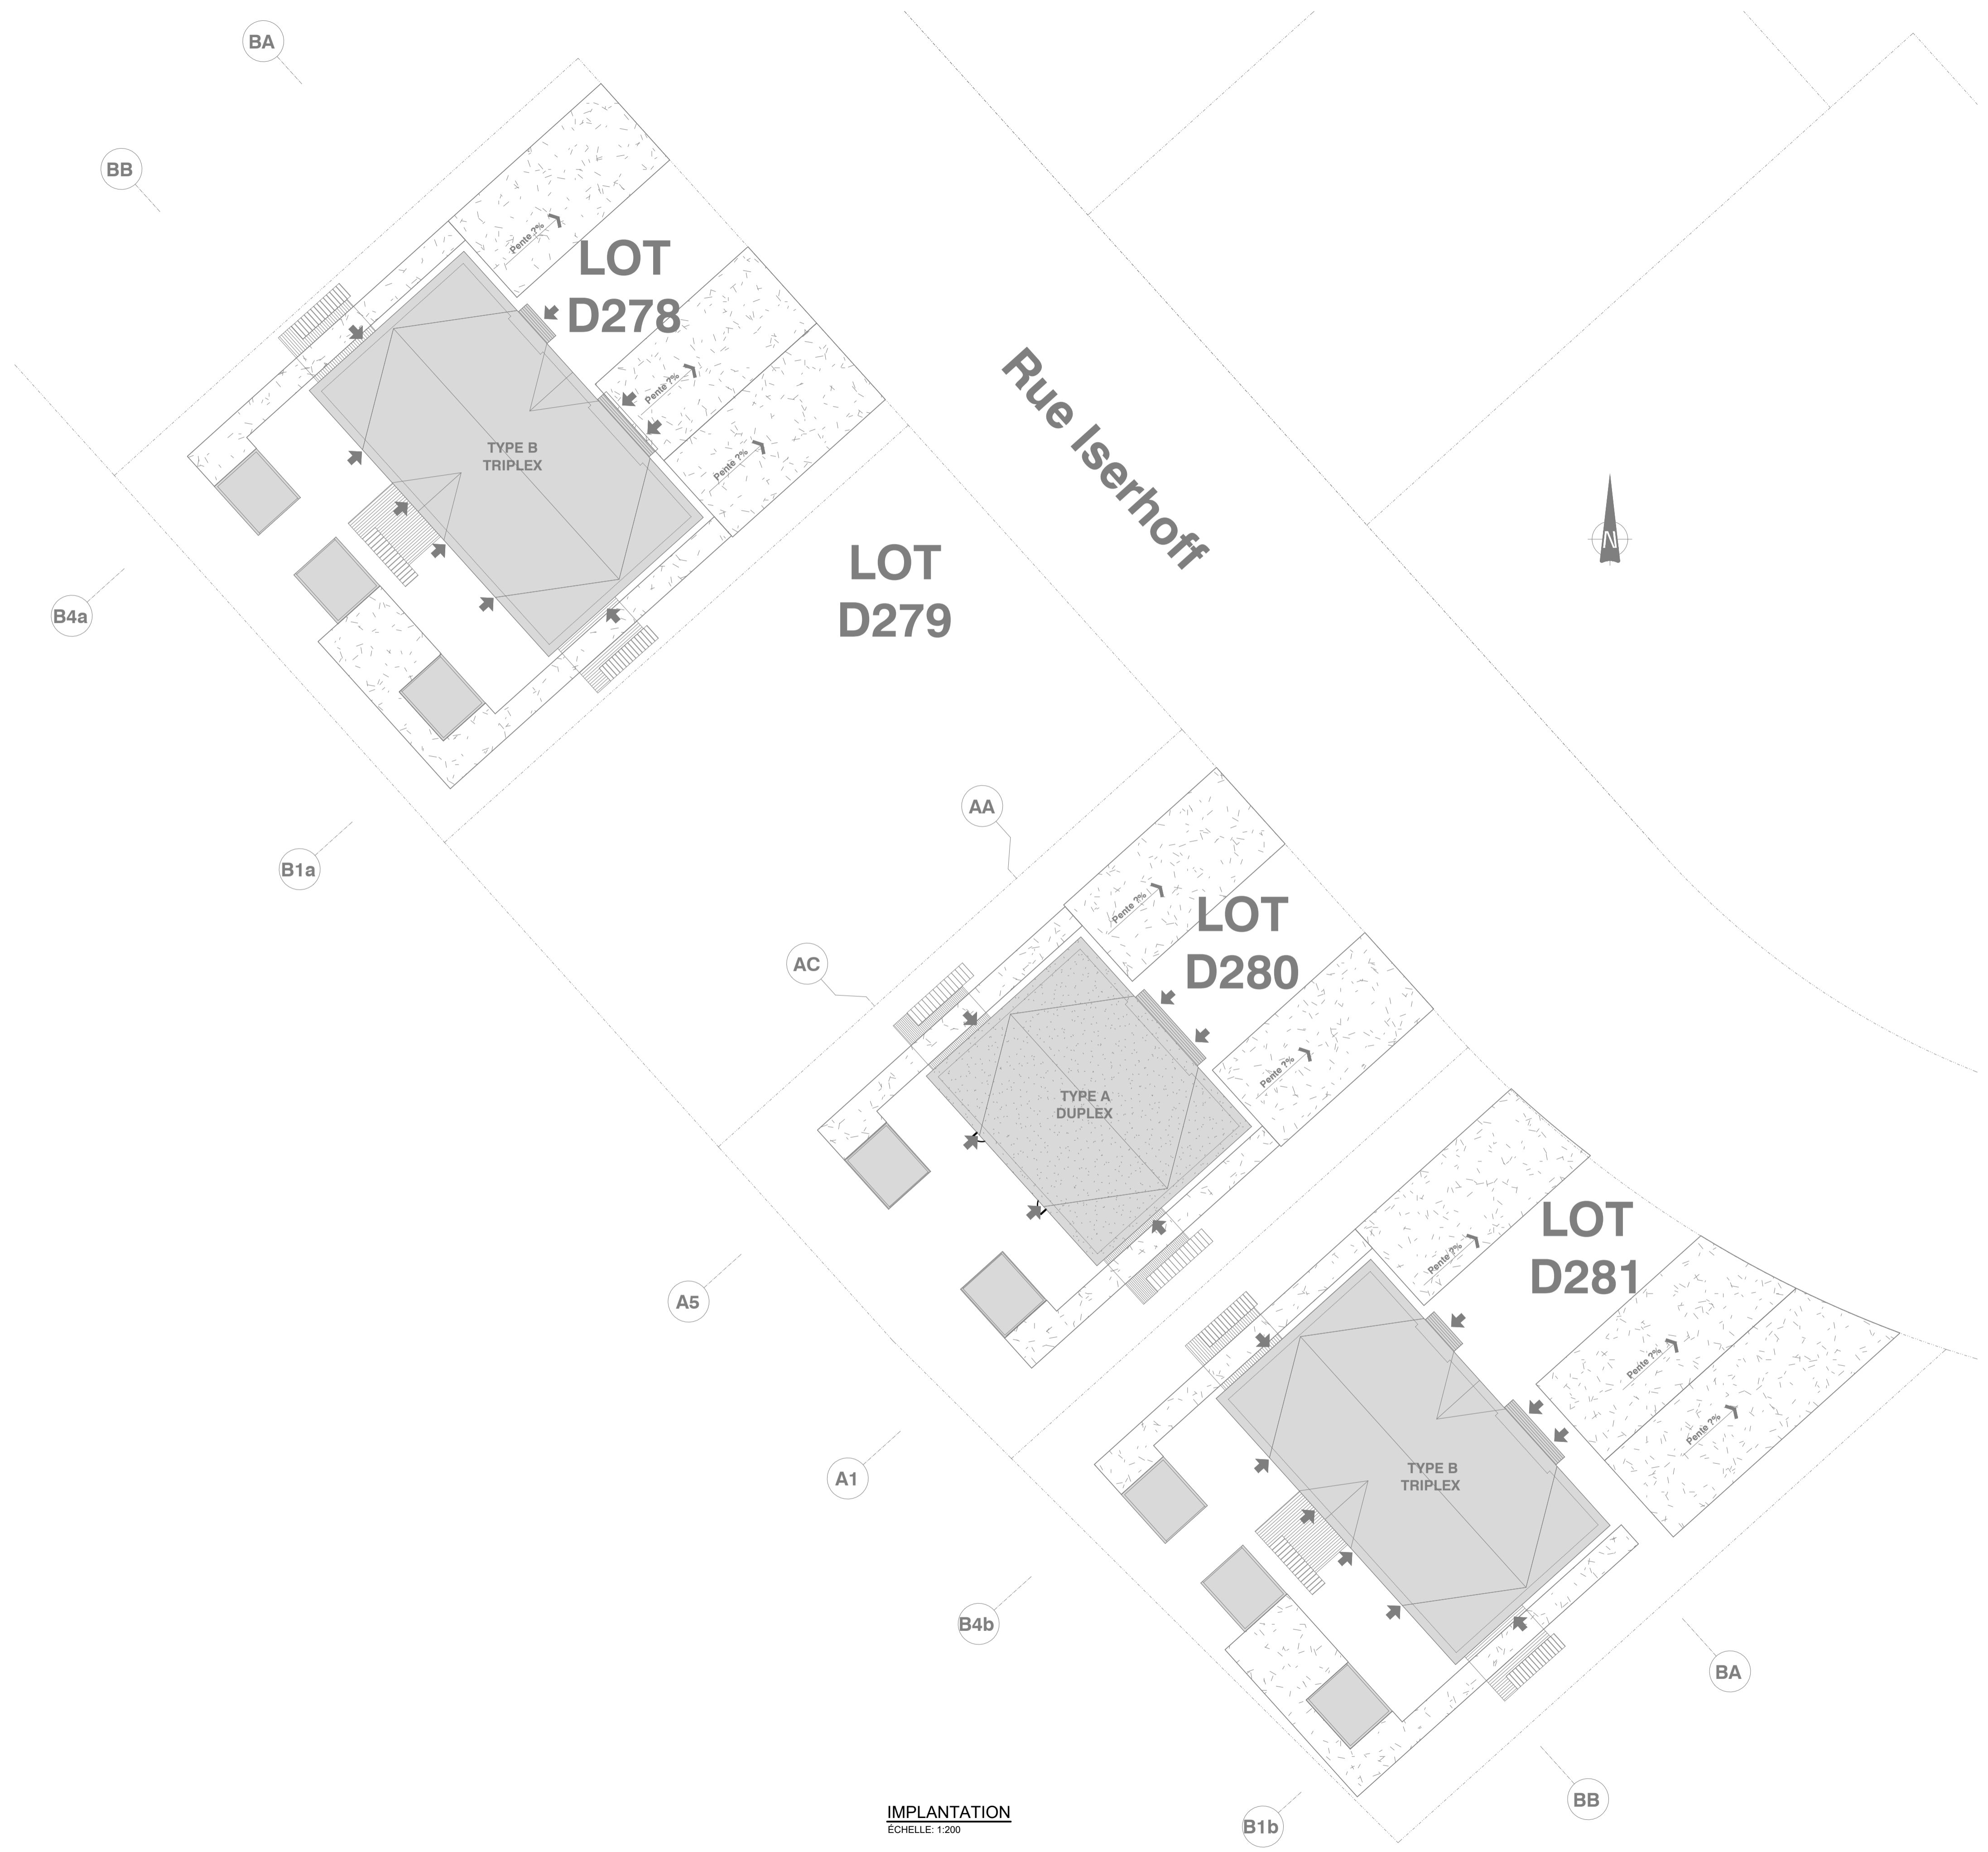 BA
BB
Pente ?%
LOT
D278
Pente ?%
Rue Iserhoff
TYPE B
TRIPLEX
Pente ?%
N
LOT
D279
B4a
AA
B1a
Pente ?%
LOT
D280
AC
Pente ?%
TYPE A
DUPLEX
LOT
D281
Pente ?%
A5
Pente ?%
Pente ?%
A1
TYPE B
TRIPLEX
B4b
BA
BB
B1b
IMPLANTATION
ÉCHELLE: 1:200